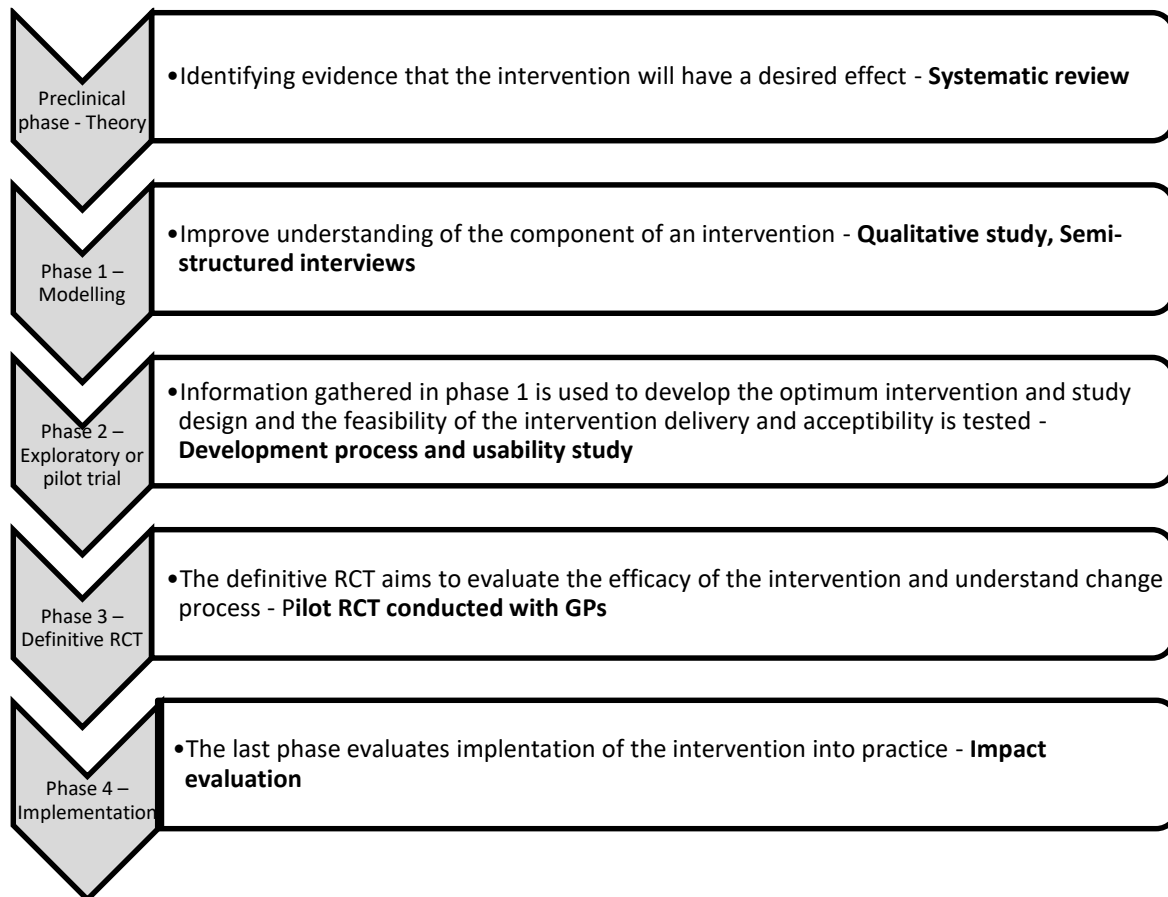 Preclinical
phase - Theory
•Identifying evidence that the intervention will have a desired effect - Systematic review
Phase 1 –
Modelling
•Improve understanding of the component of an intervention - Qualitative study, Semi-
structured interviews
Phase 2 –
Exploratory or
pilot trial
•Information gathered in phase 1 is used to develop the optimum intervention and study
design and the feasibility of the intervention delivery and acceptibility is tested -
Development process and usability study
Phase 3 –
Definitive RCT
•The definitive RCT aims to evaluate the efficacy of the intervention and understand change
process - Pilot RCT conducted with GPs
Phase 4 –
Implementation
•The last phase evaluates implentation of the intervention into practice - Impact
evaluation